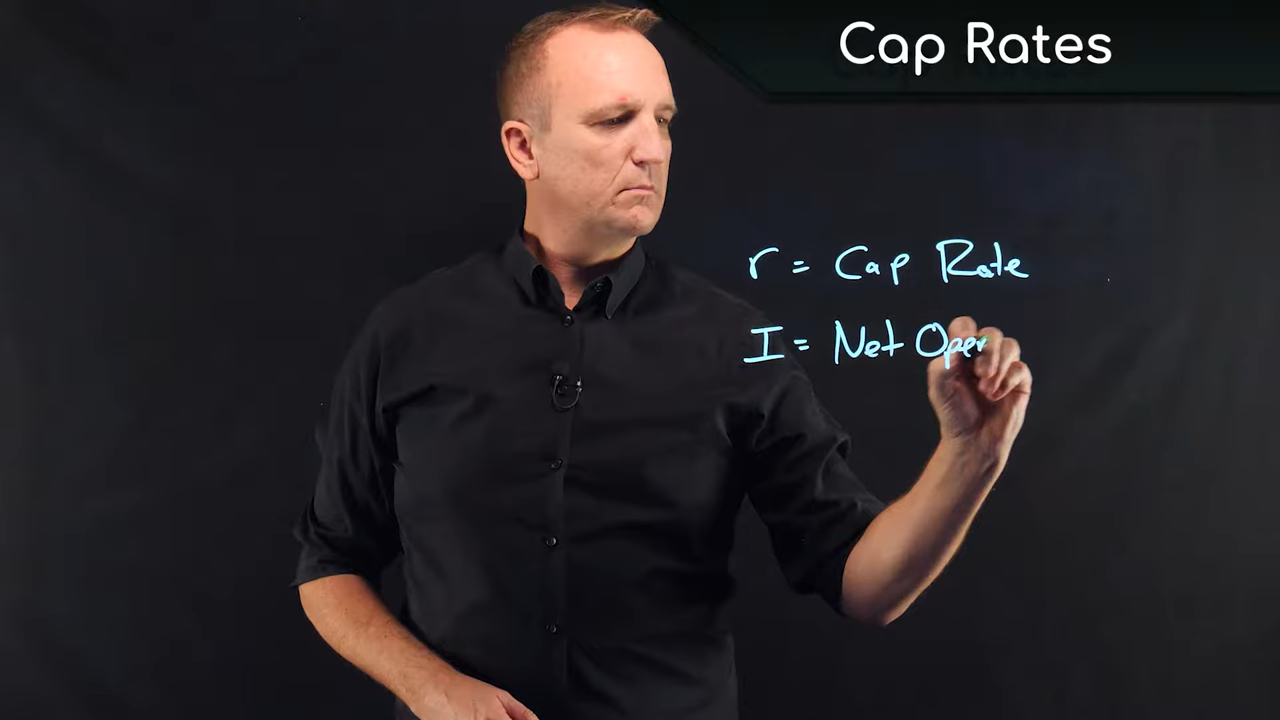 Cap Rates
r = Cap Rate
I = Net Oper